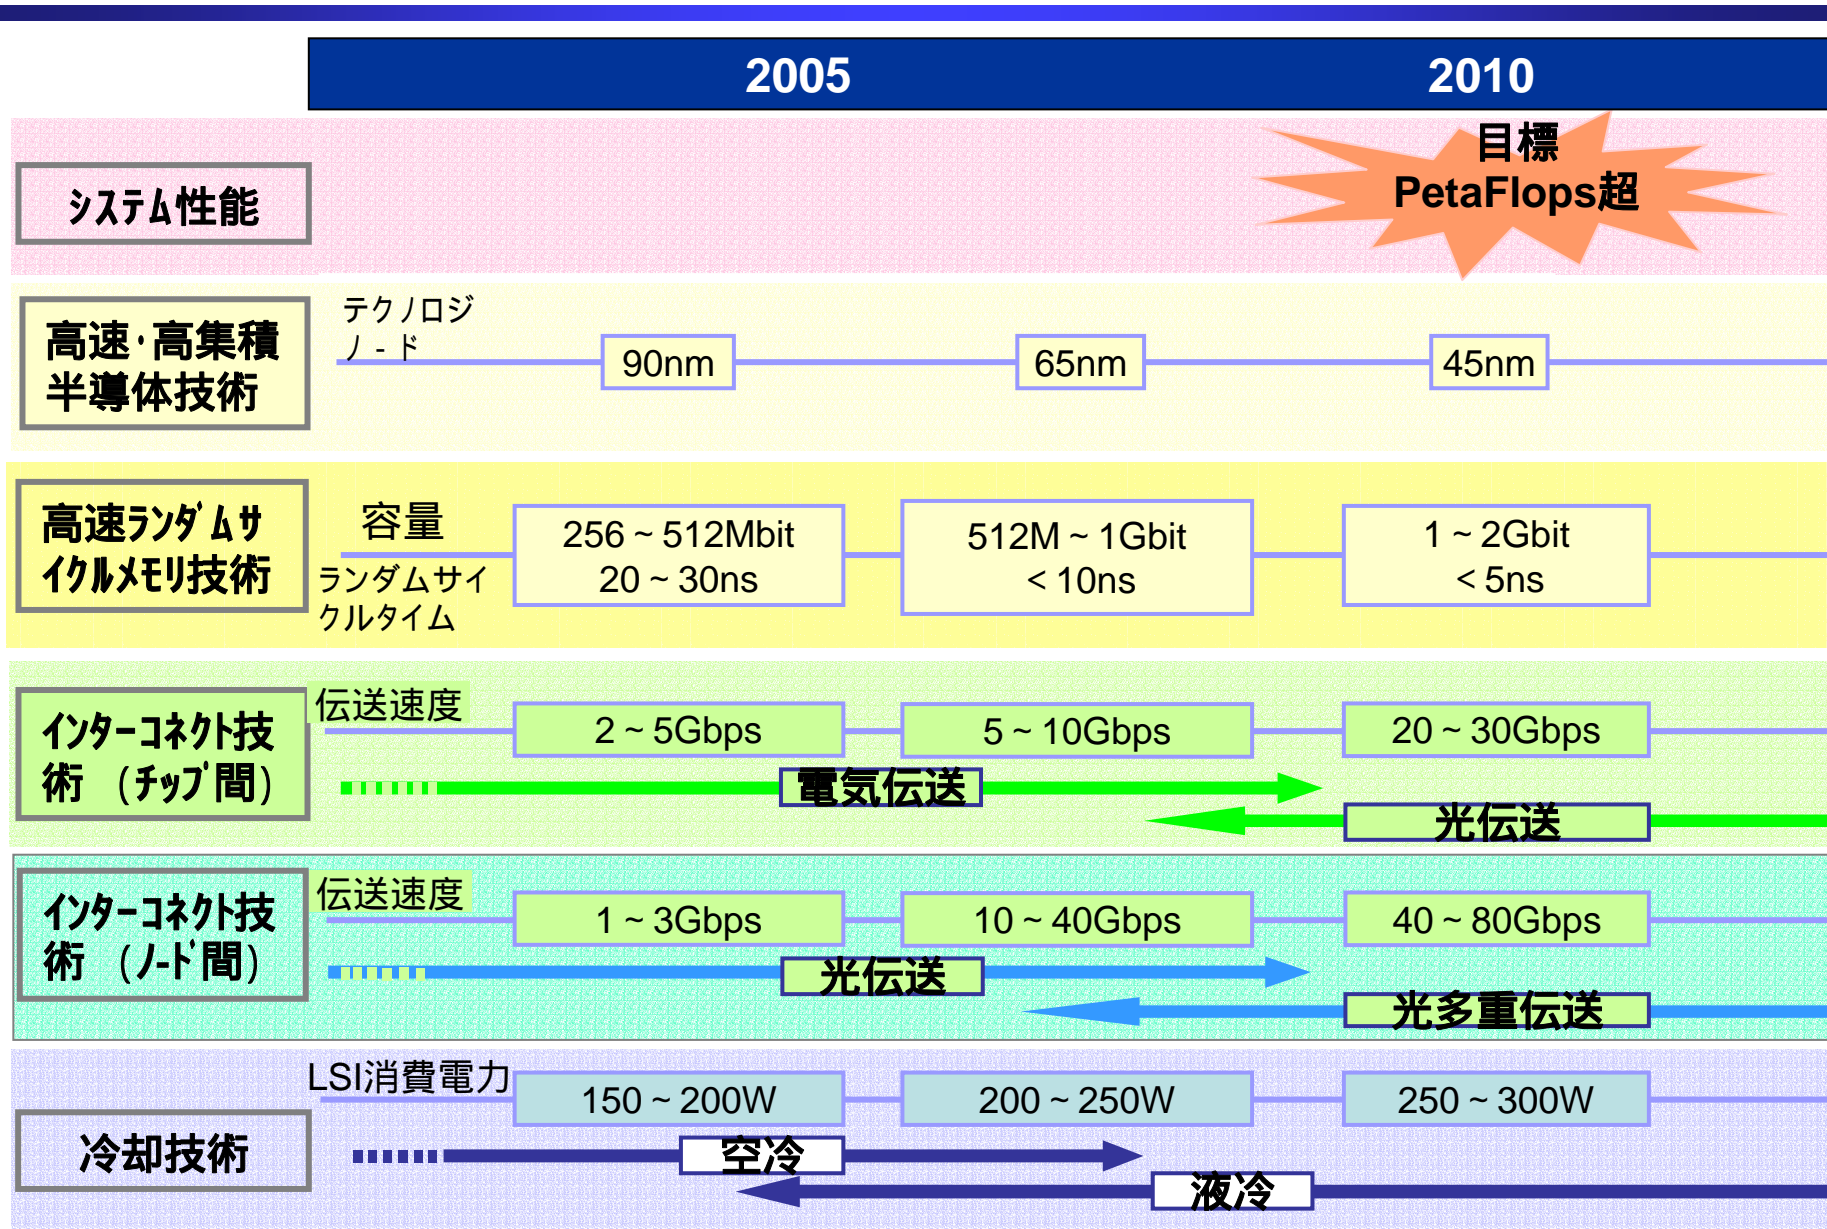 2005
2010
目標
PetaFlops超
システム性能
高速・高集積
半導体技術
テクノロジ
ノ-ド
90nm
65nm
45nm
高速ランダムサ
イクルメモリ技術
容量
ランダムサイ
クルタイム
256~512Mbit
20~30ns
512M~1Gbit
<10ns
1~2Gbit
<5ns
インターコネクト技
術 (チップ間)
伝送速度
2~5Gbps
5~10Gbps
20~30Gbps
電気伝送
光伝送
インターコネクト技
術 (ノード間)
伝送速度
1~3Gbps
10~40Gbps
40~80Gbps
光伝送
光多重伝送
冷却技術
LSI消費電力
150~200W
200~250W
250~300W
空冷
液冷